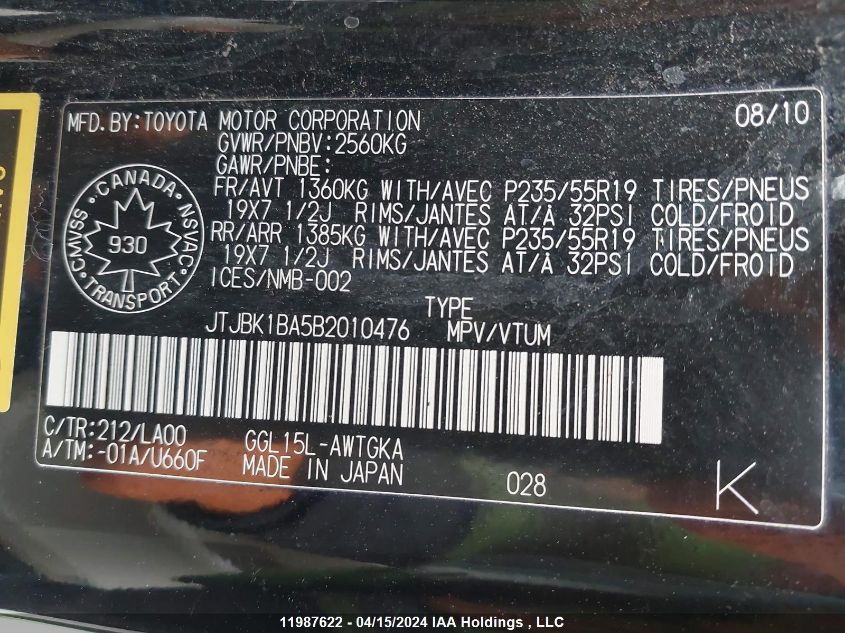 MFD. BY: TOYOTA MOTOR CORPORATION 08/10
GVWR/PNBV: 2560KG
GAWR/PNBE:
FR/AVT 1360KG WITH/AVEC P235/55R19 TIRES/PNEUS
19X7 1/2J RIMS/JANTES AT/À 32PSI COLD/FROID
RR/ARR 1385KG WITH/AVEC P235/55R19 TIRES/PNEUS
19X7 1/2J RIMS/JANTES AT/À 32PSI COLD/FROID
ICES/NMB-002
CANADA
CMVSS 930 NSVAC
TRANSPORT
TYPE
JTJBK1BA5B2010476 MPV/VTUM
C/TR: 212/LA00 GGL15L-AWTGKA
A/TM: -01A/U660F MADE IN JAPAN
028 K
11987622 - 04/15/2024 IAA Holdings , LLC